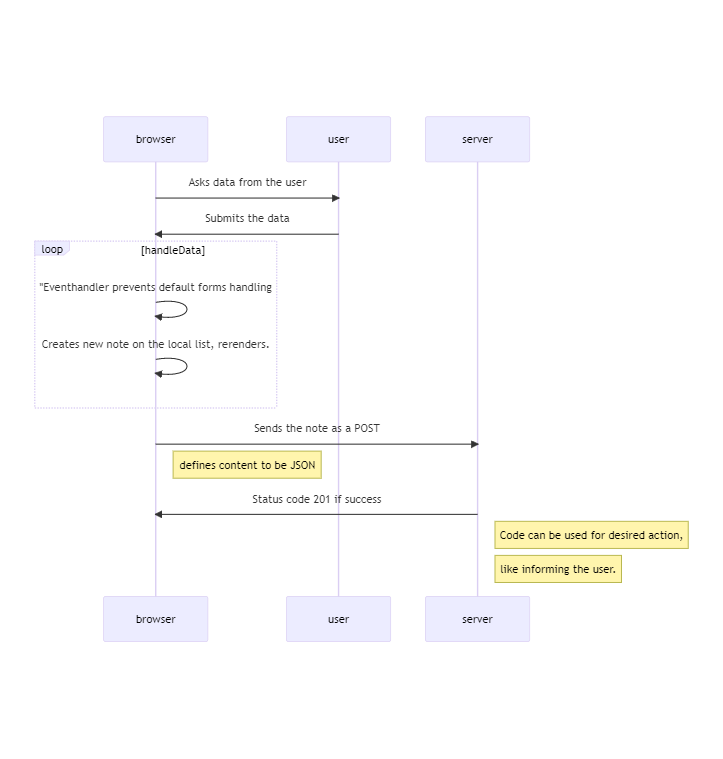 browser
user
server
Asks data from the user
Submits the data
loop
[handleData]
"Eventhandler prevents default forms handling
Creates new note on the local list, rerenders.
Sends the note as a POST
defines content to be JSON
Status code 201 if success
Code can be used for desired action,
like informing the user.
browser
user
server